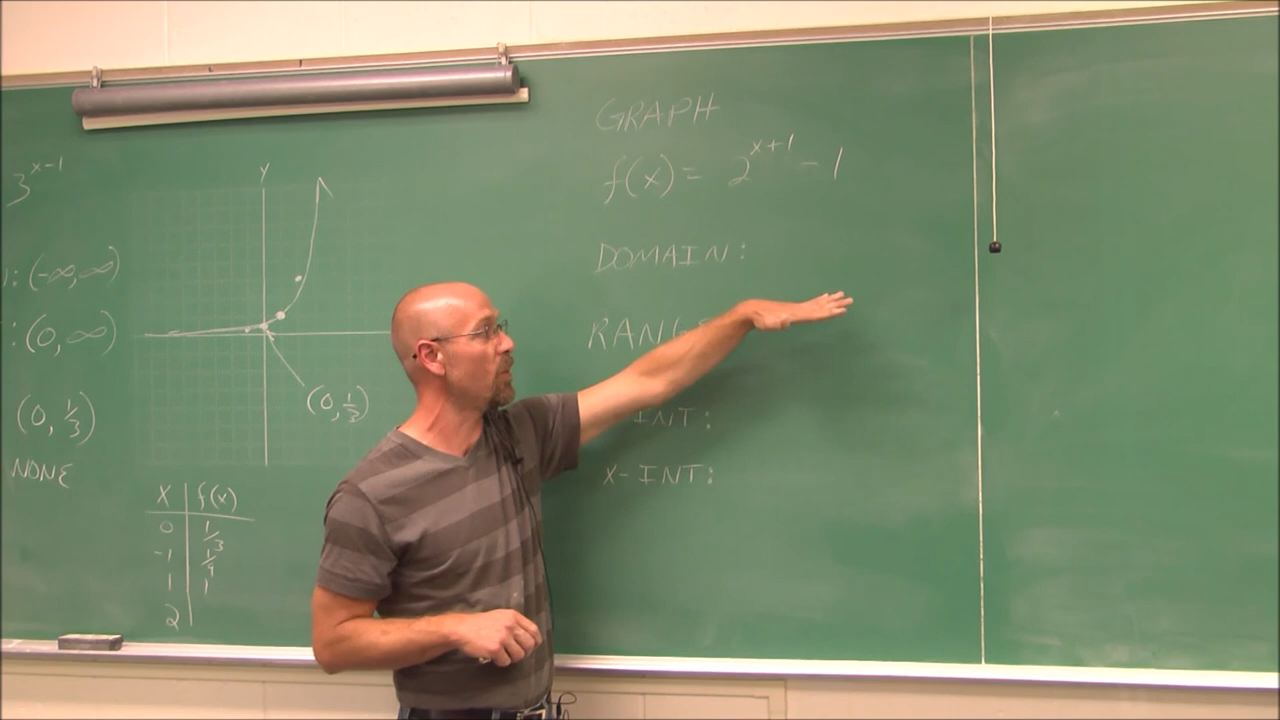 3^(x-1)
: (-∞, ∞)
: (0, ∞)
(0, 1/3)
NONE
Y
(0, 1/3)
X | f(x)
0 | 1/3
-1 | 1/9
1 | 1
2
GRAPH
f(x) = 2^(x+1) - 1
DOMAIN:
RANG
INT:
X-INT: